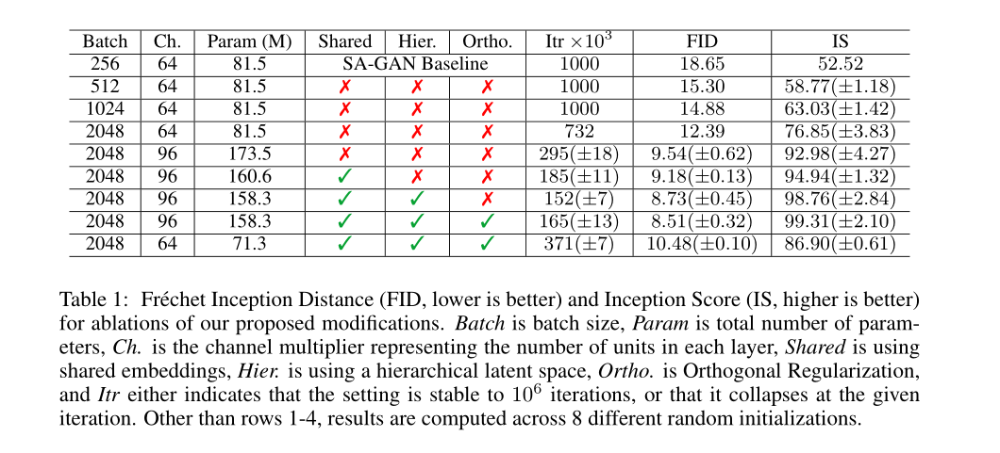 Batch Ch. Param (M) Shared Hier. Ortho. Itr ×10³ FID IS
256 64 81.5 SA-GAN Baseline 1000 18.65 52.52
512 64 81.5 ✗ ✗ ✗ 1000 15.30 58.77(±1.18)
1024 64 81.5 ✗ ✗ ✗ 1000 14.88 63.03(±1.42)
2048 64 81.5 ✗ ✗ ✗ 732 12.39 76.85(±3.83)
2048 96 173.5 ✗ ✗ ✗ 295(±18) 9.54(±0.62) 92.98(±4.27)
2048 96 160.6 ✓ ✗ ✗ 185(±11) 9.18(±0.13) 94.94(±1.32)
2048 96 158.3 ✓ ✓ ✗ 152(±7) 8.73(±0.45) 98.76(±2.84)
2048 96 158.3 ✓ ✓ ✓ 165(±13) 8.51(±0.32) 99.31(±2.10)
2048 64 71.3 ✓ ✓ ✓ 371(±7) 10.48(±0.10) 86.90(±0.61)
Table 1: Fréchet Inception Distance (FID, lower is better) and Inception Score (IS, higher is better)
for ablations of our proposed modifications. Batch is batch size, Param is total number of param-
eters, Ch. is the channel multiplier representing the number of units in each layer, Shared is using
shared embeddings, Hier. is using a hierarchical latent space, Ortho. is Orthogonal Regularization,
and Itr either indicates that the setting is stable to 10⁶ iterations, or that it collapses at the given
iteration. Other than rows 1-4, results are computed across 8 different random initializations.